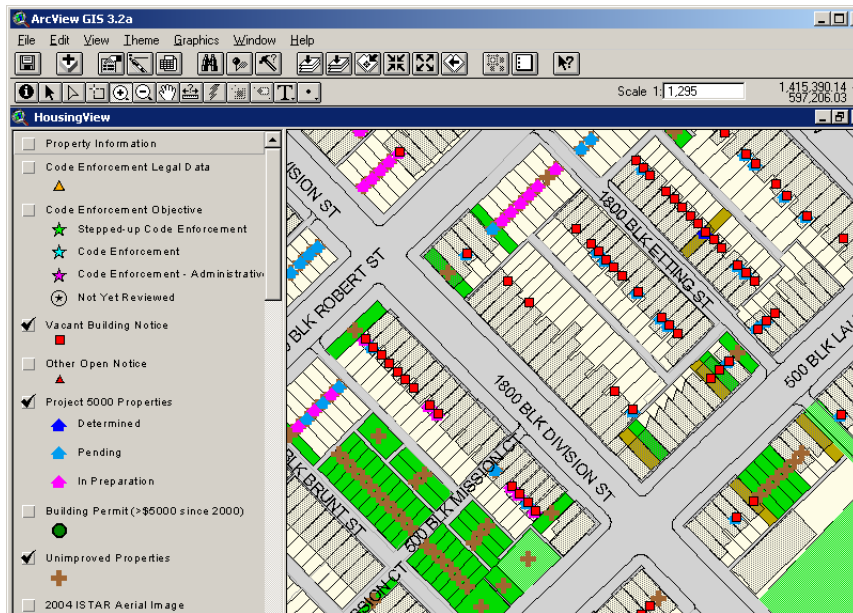 ArcView GIS 3.2a
File Edit View Theme Graphics Window Help
Scale 1: 1,295
1,415,390.14
597,206.03
HousingView
Property Information
Code Enforcement Legal Data
Code Enforcement Objective
Stepped-up Code Enforcement
Code Enforcement
Code Enforcement - Administrativ
Not Yet Reviewed
Vacant Building Notice
Other Open Notice
Project 5000 Properties
Determined
Pending
In Preparation
Building Permit (>$5000 since 2000)
Unimproved Properties
2004 ISTAR Aerial Image
VISION ST
BLK ROBERT ST
1800 BLK ETTING ST
500 BLK LA
1800 BLK DIVISION ST
500 BLK MISSION CT
BLK BRUNT ST
SSION CT